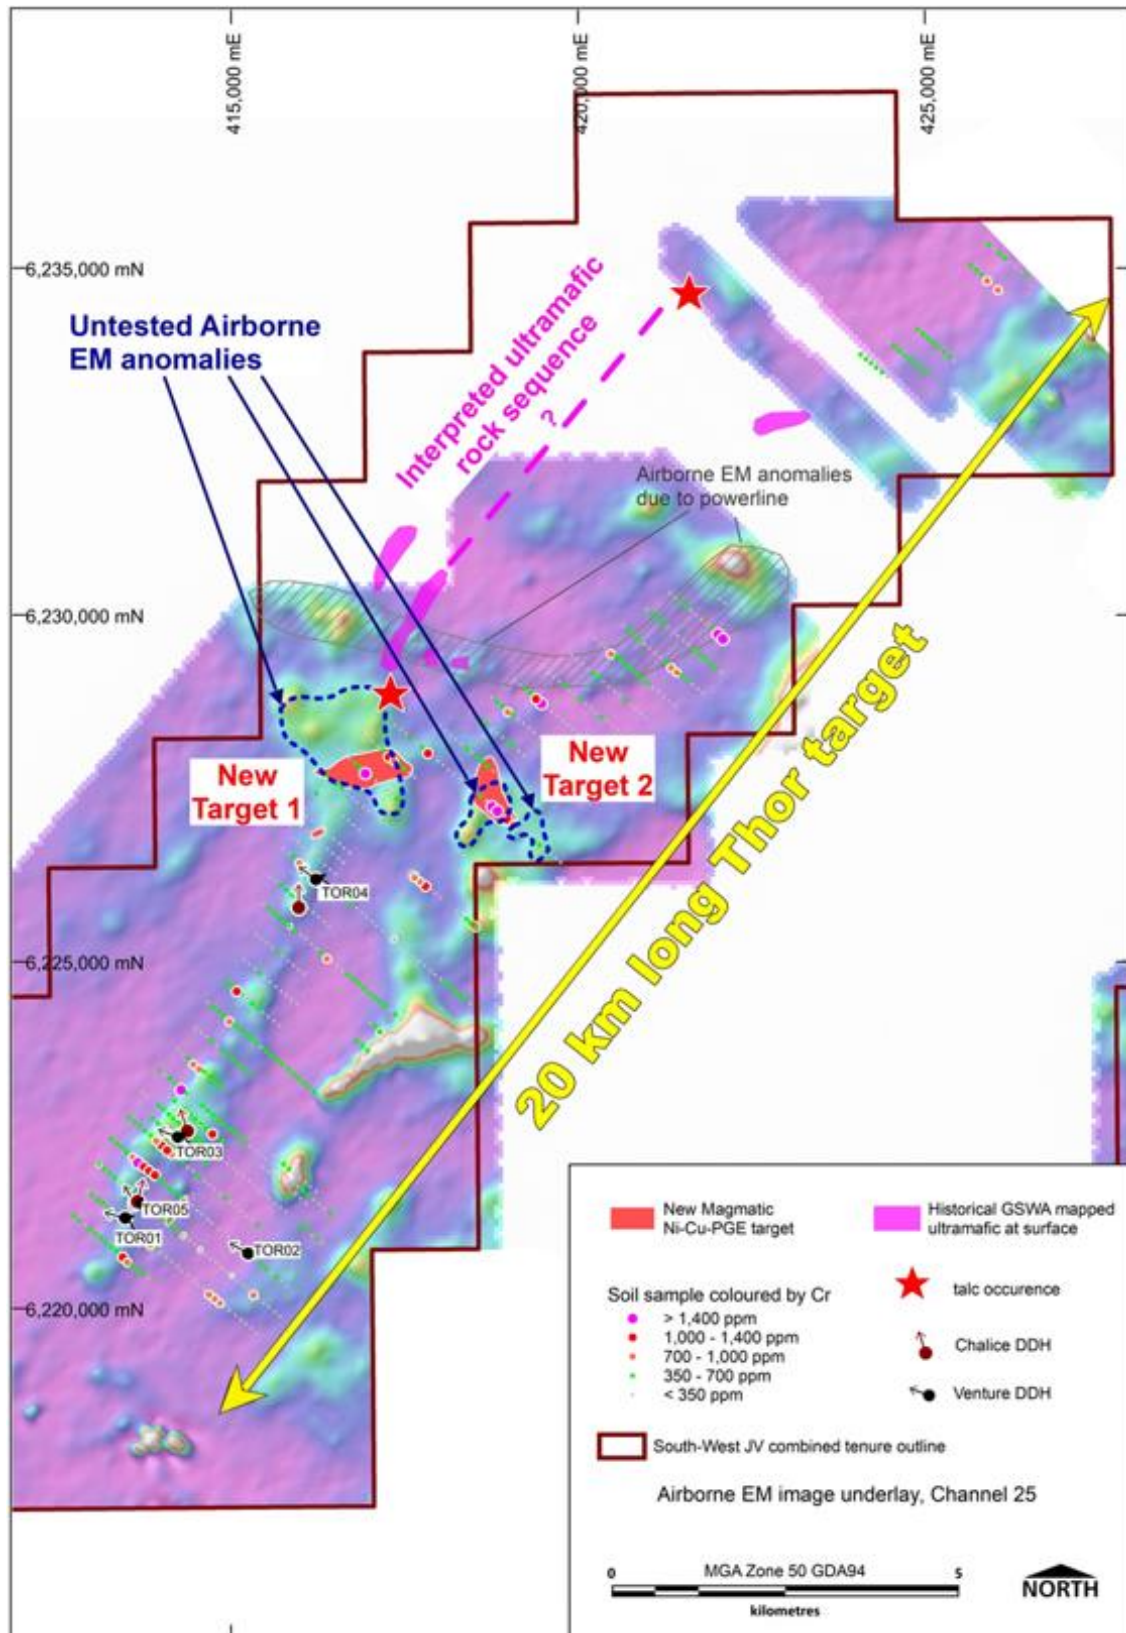 415,000 mE
420,000 mE
425,000 mE
6,235,000 mN
Untested Airborne
EM anomalies
Interpreted ultramafic
rock sequence
?
Airborne EM anomalies
due to powerline
6,230,000 mN
New
Target 1
New
Target 2
20 km long Thor target
TOR04
6,225,000 mN
TOR03
TOR05
TOR01
TOR02
6,220,000 mN
New Magmatic
Ni-Cu-PGE target
Historical GSWA mapped
ultramafic at surface
Soil sample coloured by Cr
> 1,400 ppm
1,000 - 1,400 ppm
700 - 1,000 ppm
350 - 700 ppm
< 350 ppm
talc occurence
Chalice DDH
Venture DDH
South-West JV combined tenure outline
Airborne EM image underlay, Channel 25
0 MGA Zone 50 GDA94 5
kilometres
NORTH